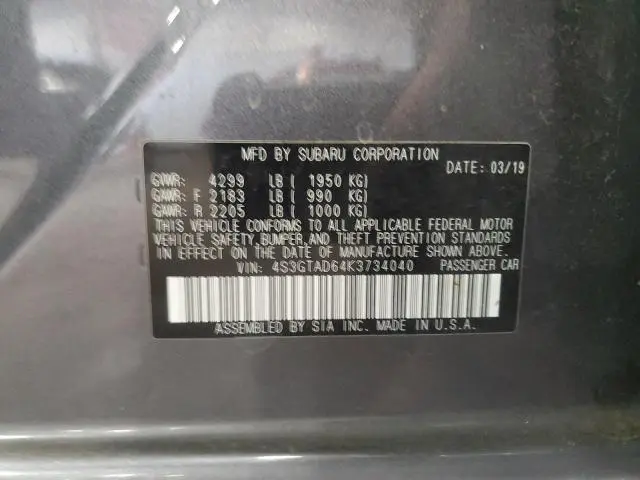 MFD BY SUBARU CORPORATION
DATE: 03/19
GVWR: 4299 LB ( 1950 KG)
GAWR: F 2183 LB ( 990 KG)
GAWR: R 2205 LB ( 1000 KG)
THIS VEHICLE CONFORMS TO ALL APPLICABLE FEDERAL MOTOR
VEHICLE SAFETY, BUMPER, AND THEFT PREVENTION STANDARDS
IN EFFECT ON THE DATE OF MANUFACTURE SHOWN ABOVE.
VIN: 4S3GTAD64K3734040 PASSENGER CAR
ASSEMBLED BY SIA INC. MADE IN U.S.A.